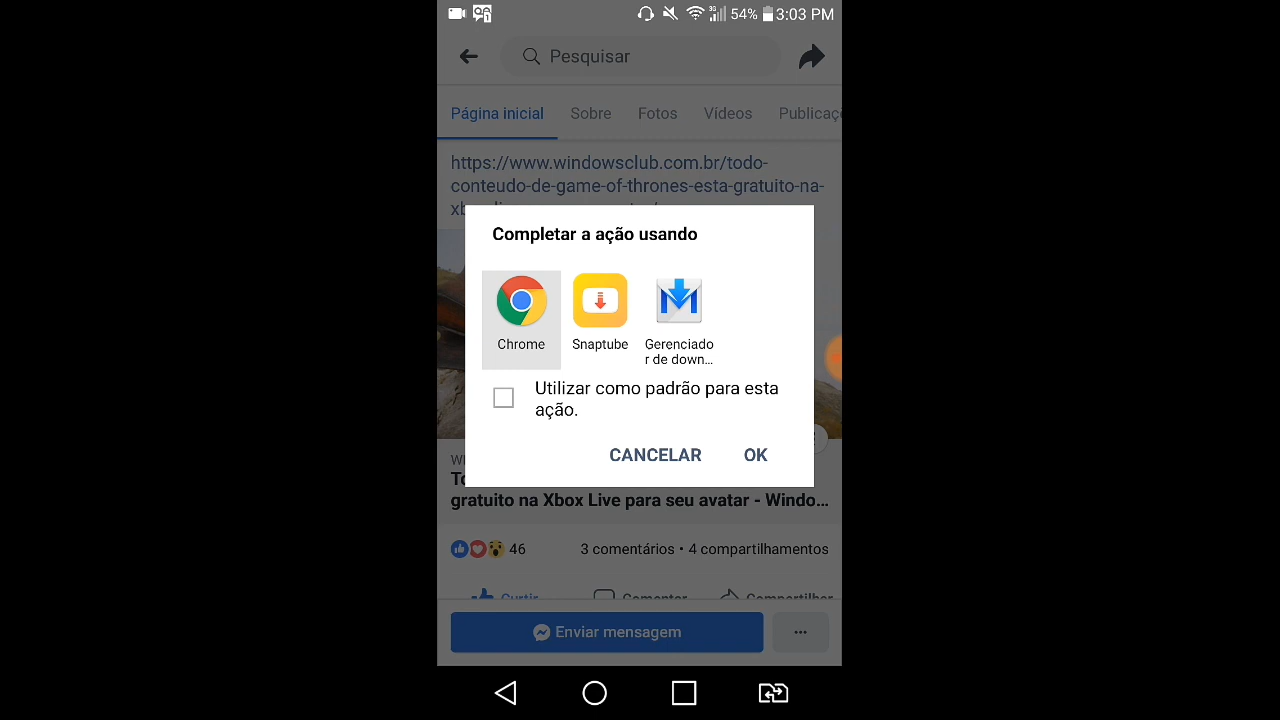 3G 54% 3:03 PM
Pesquisar
Página inicial Sobre Fotos Vídeos Publicaç
https://www.windowsclub.com.br/todo-
conteudo-de-game-of-thrones-esta-gratuito-na-
Completar a ação usando
Chrome Snaptube Gerenciado
r de down...
Utilizar como padrão para esta
ação.
CANCELAR OK
gratuito na Xbox Live para seu avatar - Windo...
46 3 comentários • 4 compartilhamentos
Curtir Comentar Compartilhar
Enviar mensagem